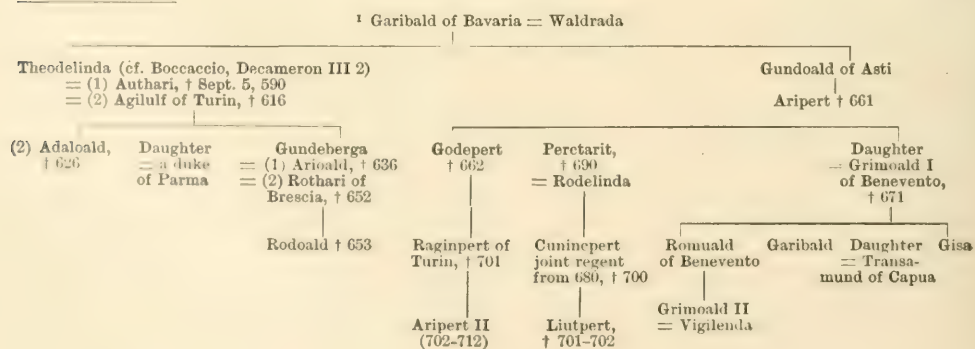 ¹ Garibald of Bavaria = Waldrada
Theodelinda (cf. Boccaccio, Decameron III 2)
= (1) Authari, † Sept. 5, 590
= (2) Agilulf of Turin, † 616
Gundoald of Asti
Aripert † 661
(2) Adaloald,
† 626
Daughter
= a duke
of Parma
Gundeberga
= (1) Arioald, † 636
= (2) Rothari of
Brescia, † 652
Rodoald † 653
Godepert
† 662
Perctarit,
† 690
= Rodelinda
Daughter
= Grimoald I
of Benevento,
† 671
Raginpert of
Turin, † 701
Cunincpert
joint regent
from 680, † 700
Romuald
of Benevento
Garibald
Daughter
= Transa-
mund of Capua
Gisa
Aripert II
(702-712)
Liutpert,
† 701-702
Grimoald II
= Vigilenda